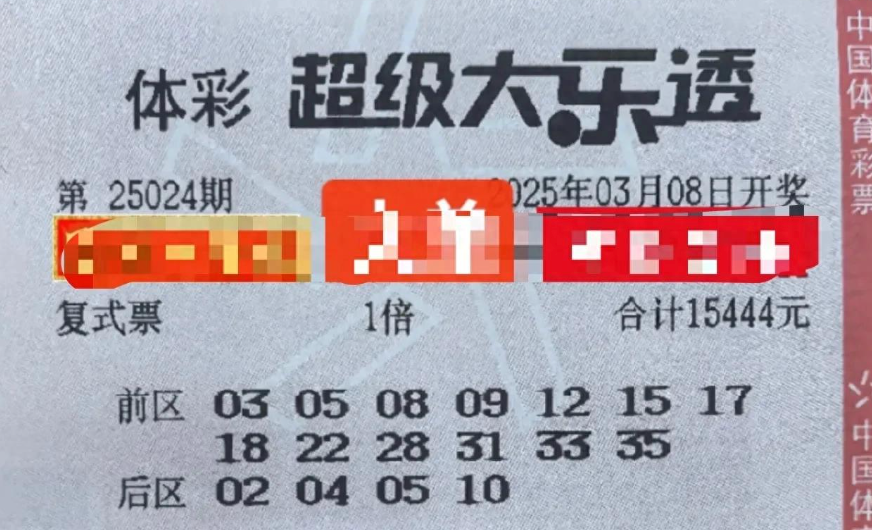 体彩 超级大乐透
第 25024期 2025年03月08日开奖
复式票 1倍 合计15444元
前区 03 05 08 09 12 15 17
18 22 28 31 33 35
后区 02 04 05 10
中国体育彩票
中国体